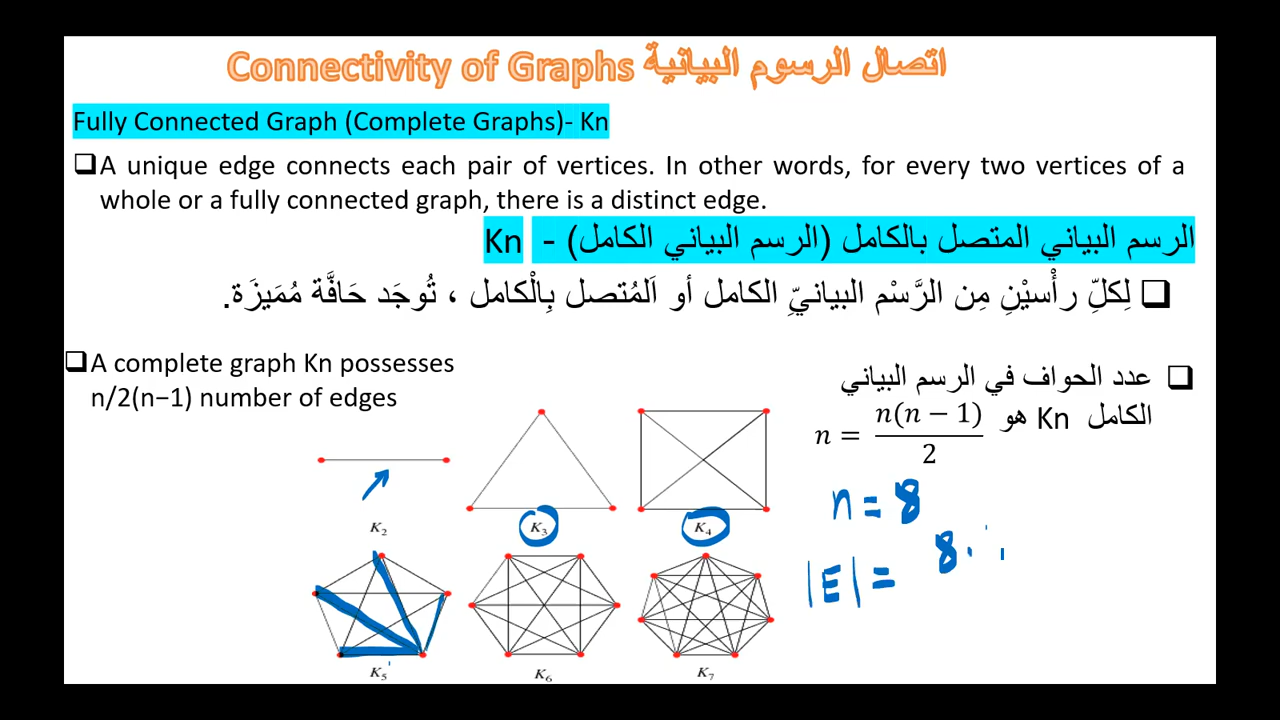 Connectivity of Graphs اتصال الرسوم البيانية
Fully Connected Graph (Complete Graphs)- Kn
❑A unique edge connects each pair of vertices. In other words, for every two vertices of a
whole or a fully connected graph, there is a distinct edge.
الرسم البياني المتصل بالكامل (الرسم البياني الكامل) - Kn
❑ لِكلِّ رأْسيْنِ مِن الرَّسْم البيانيِّ الكامل أو اَلمُتصل بِالْكامل ، تُوجَد حَافَّة مُمَيزَة.
❑A complete graph Kn possesses
n/2(n−1) number of edges
❑ عدد الحواف في الرسم البياني
الكامل Kn هو
n = n(n − 1)/2
K₂
K₃
K₄
n = 8
|E| = 8.
K₅
K₆
K₇